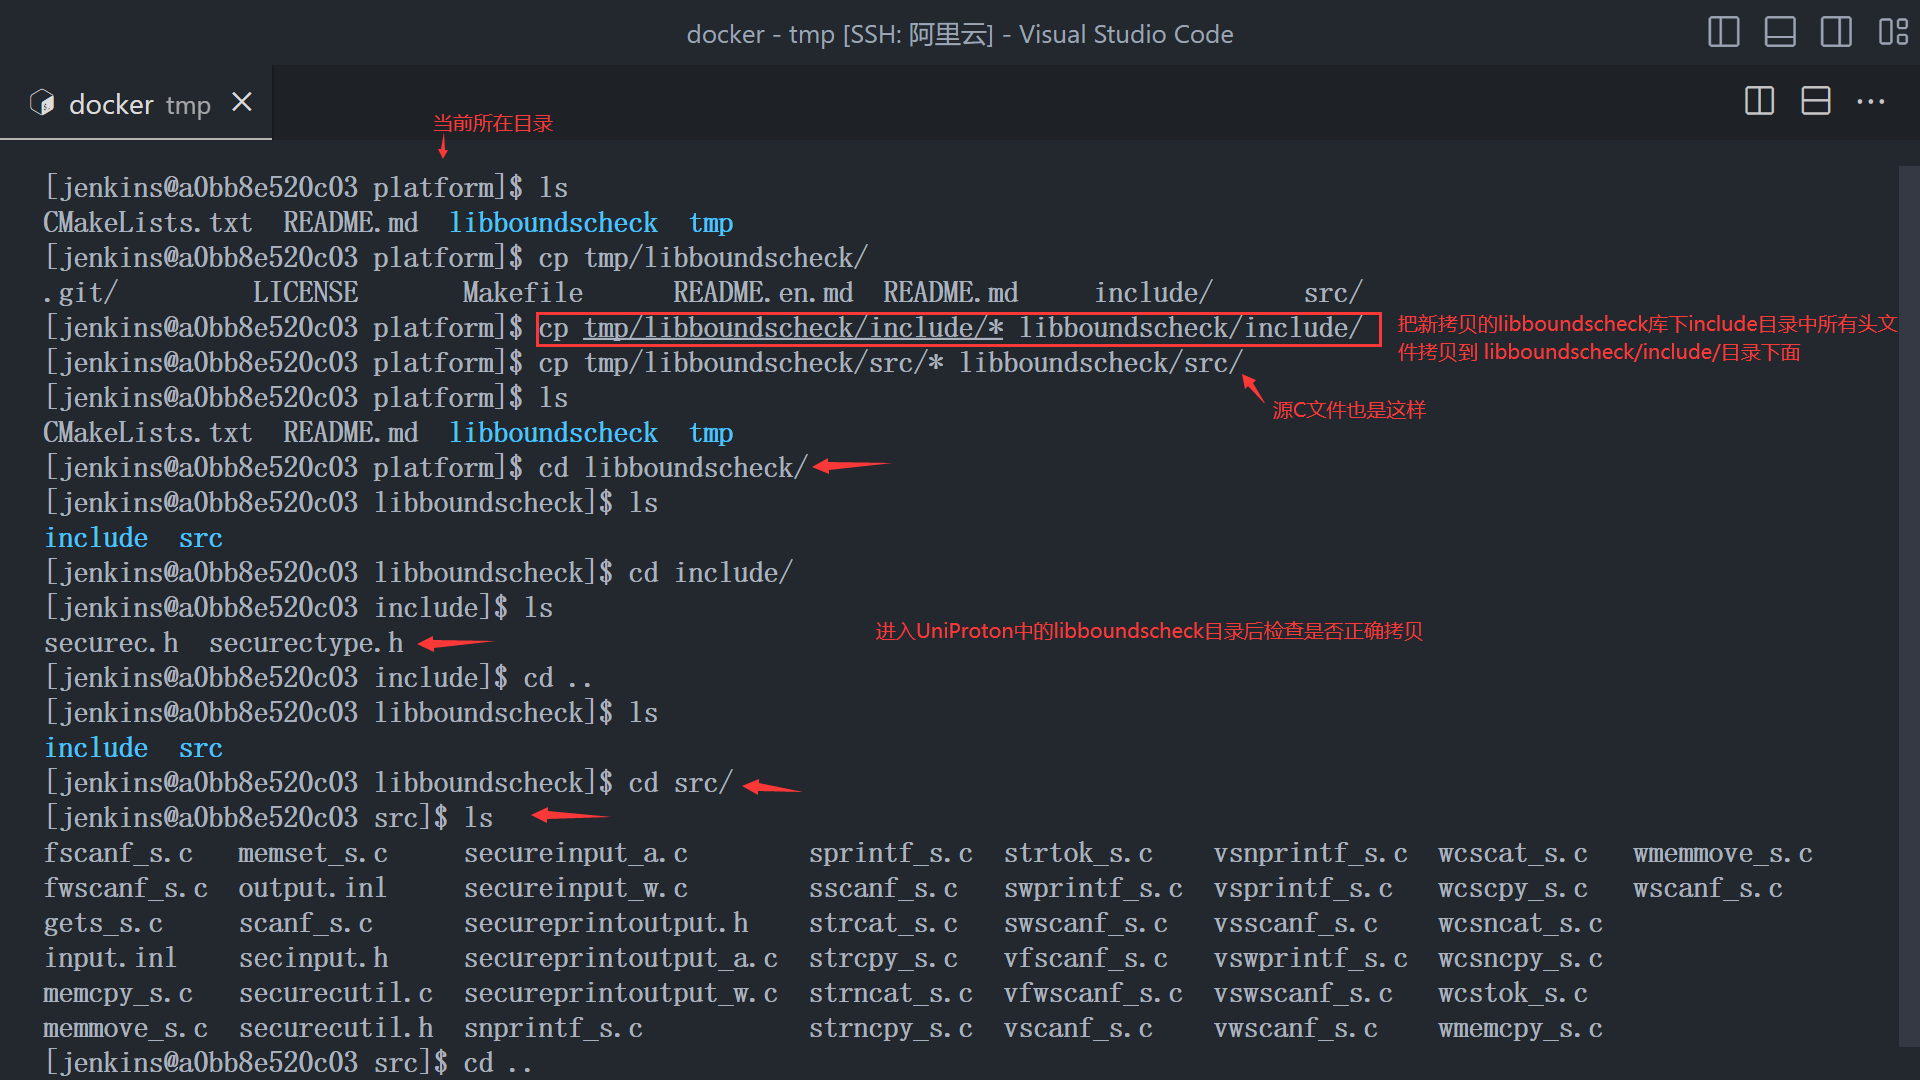 docker - tmp [SSH: 阿里云] - Visual Studio Code
docker tmp
当前所在目录
[jenkins@a0bb8e520c03 platform]$ ls
CMakeLists.txt README.md libboundscheck tmp
[jenkins@a0bb8e520c03 platform]$ cp tmp/libboundscheck/
.git/ LICENSE Makefile README.en.md README.md include/ src/
[jenkins@a0bb8e520c03 platform]$ cp tmp/libboundscheck/include/* libboundscheck/include/
把新拷贝的libboundscheck库下include目录中所有头文
件拷贝到 libboundscheck/include/目录下面
[jenkins@a0bb8e520c03 platform]$ cp tmp/libboundscheck/src/* libboundscheck/src/
源C文件也是这样
[jenkins@a0bb8e520c03 platform]$ ls
CMakeLists.txt README.md libboundscheck tmp
[jenkins@a0bb8e520c03 platform]$ cd libboundscheck/
[jenkins@a0bb8e520c03 libboundscheck]$ ls
include src
[jenkins@a0bb8e520c03 libboundscheck]$ cd include/
[jenkins@a0bb8e520c03 include]$ ls
securec.h securectype.h
进入UniProton中的libboundscheck目录后检查是否正确拷贝
[jenkins@a0bb8e520c03 include]$ cd ..
[jenkins@a0bb8e520c03 libboundscheck]$ ls
include src
[jenkins@a0bb8e520c03 libboundscheck]$ cd src/
[jenkins@a0bb8e520c03 src]$ ls
fscanf_s.c memset_s.c secureinput_a.c sprintf_s.c strtok_s.c vsnprintf_s.c wcscat_s.c wmemmove_s.c
fwscanf_s.c output.inl secureinput_w.c sscanf_s.c swprintf_s.c vsprintf_s.c wcscpy_s.c wscanf_s.c
gets_s.c scanf_s.c secureprintoutput.h strcat_s.c swscanf_s.c vsscanf_s.c wcsncat_s.c
input.inl secinput.h secureprintoutput_a.c strcpy_s.c vfscanf_s.c vswprintf_s.c wcsncpy_s.c
memcpy_s.c securecutil.c secureprintoutput_w.c strncat_s.c vfwscanf_s.c vswscanf_s.c wcstok_s.c
memmove_s.c securecutil.h snprintf_s.c strncpy_s.c vscanf_s.c vwscanf_s.c wmemcpy_s.c
[jenkins@a0bb8e520c03 src]$ cd ..